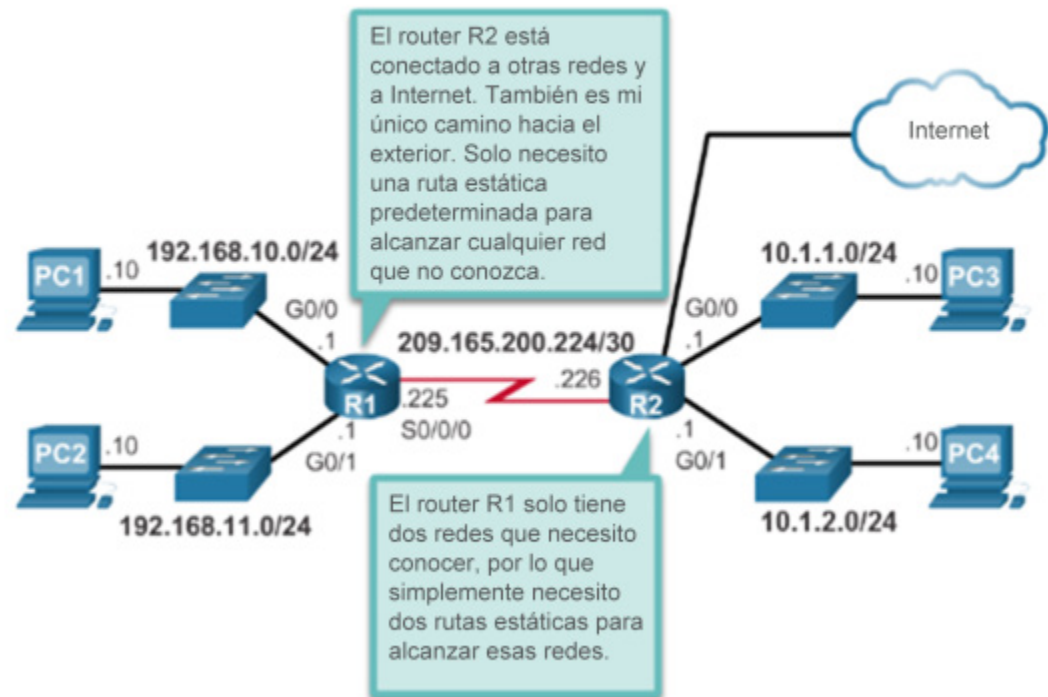 El router R2 está
conectado a otras redes y
a Internet. También es mi
único camino hacia el
exterior. Solo necesito
una ruta estática
predeterminada para
alcanzar cualquier red
que no conozca.
Internet
192.168.10.0/24
10.1.1.0/24
PC1
.10
.10
PC3
G0/0
G0/0
.1
209.165.200.224/30
.1
R1
.225
.226
R2
S0/0/0
.1
.1
PC2
.10
G0/1
G0/1
.10
PC4
192.168.11.0/24
10.1.2.0/24
El router R1 solo tiene
dos redes que necesito
conocer, por lo que
simplemente necesito
dos rutas estáticas para
alcanzar esas redes.